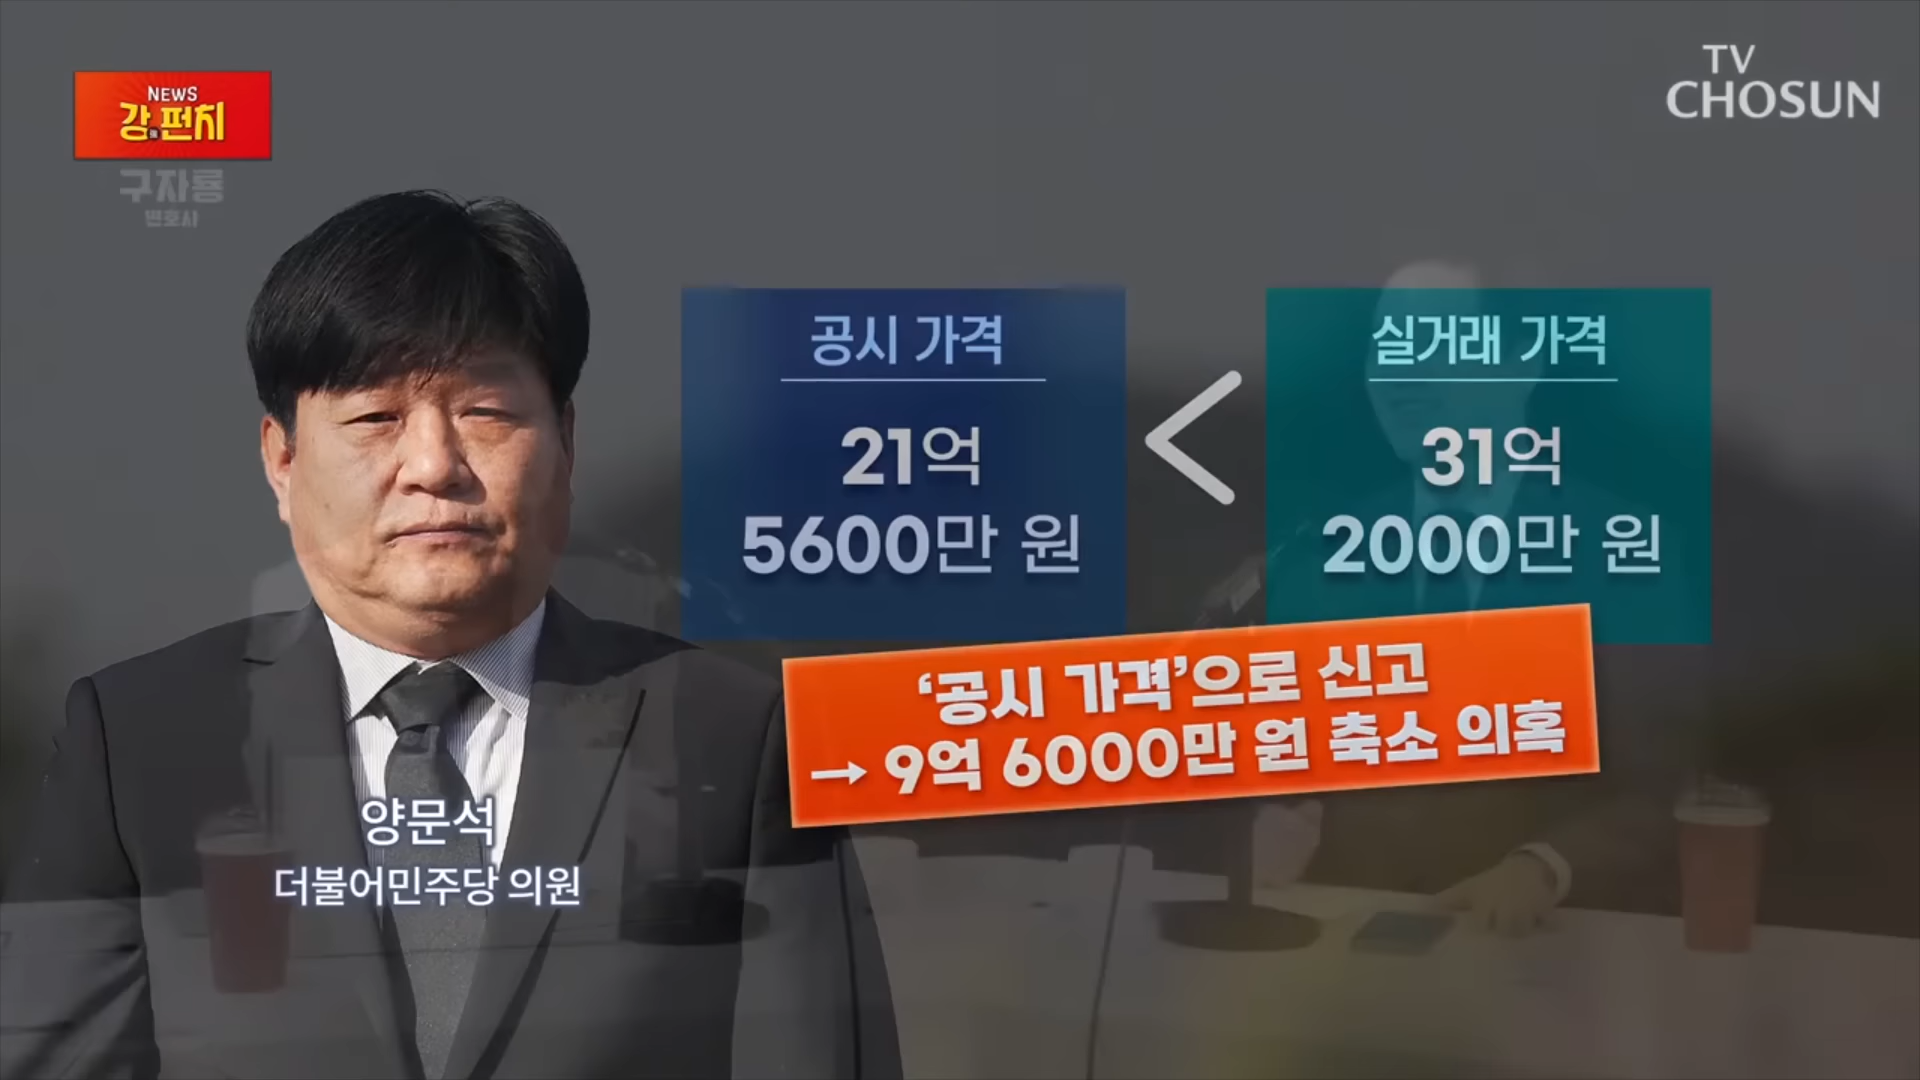 NEWS
강펀치
구자룡
변호사
TV
CHOSUN
공시 가격
21억
5600만 원
<
실거래 가격
31억
2000만 원
‘공시 가격’으로 신고
→ 9억 6000만 원 축소 의혹
양문석
더불어민주당 의원